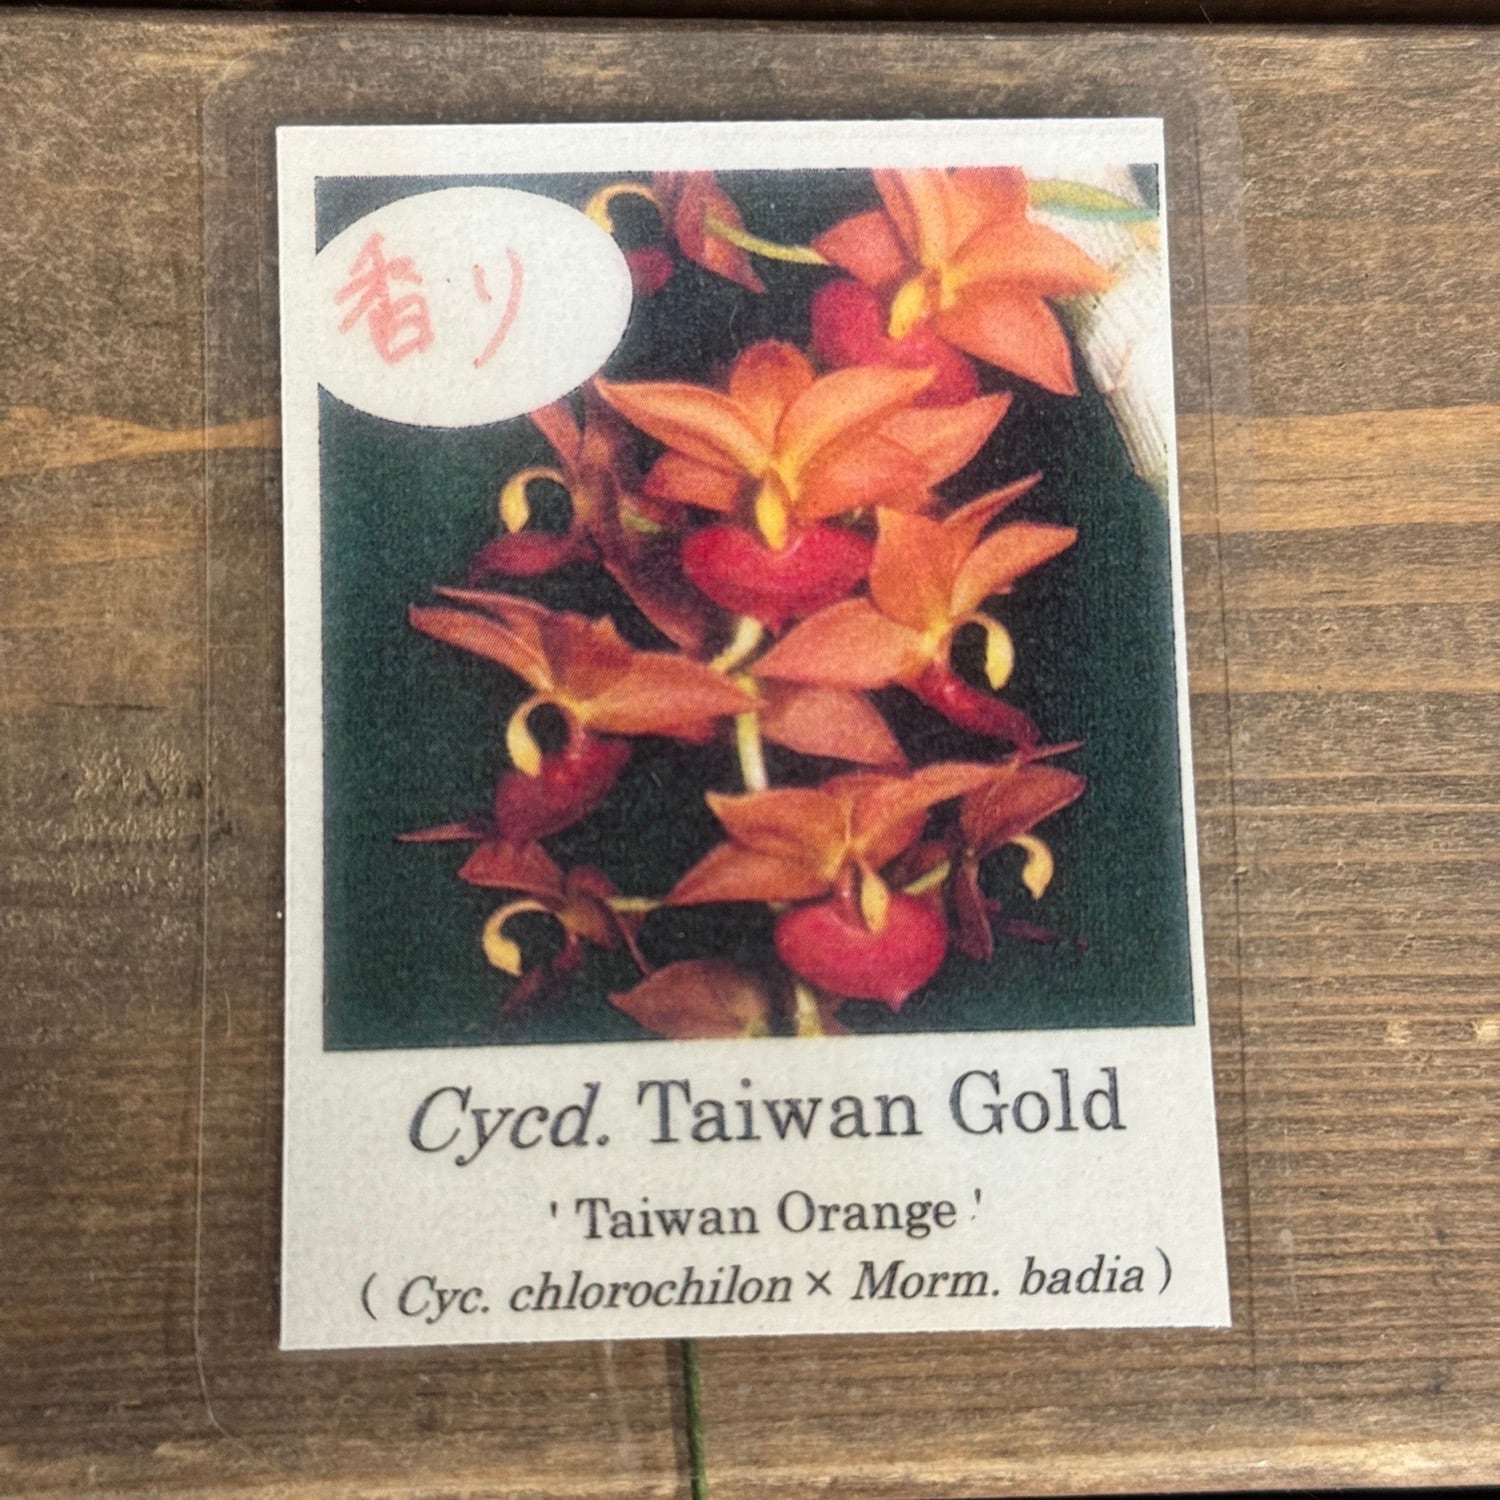 香り
Cycd. Taiwan Gold
' Taiwan Orange '
( Cyc. chlorochilon × Morm. badia )